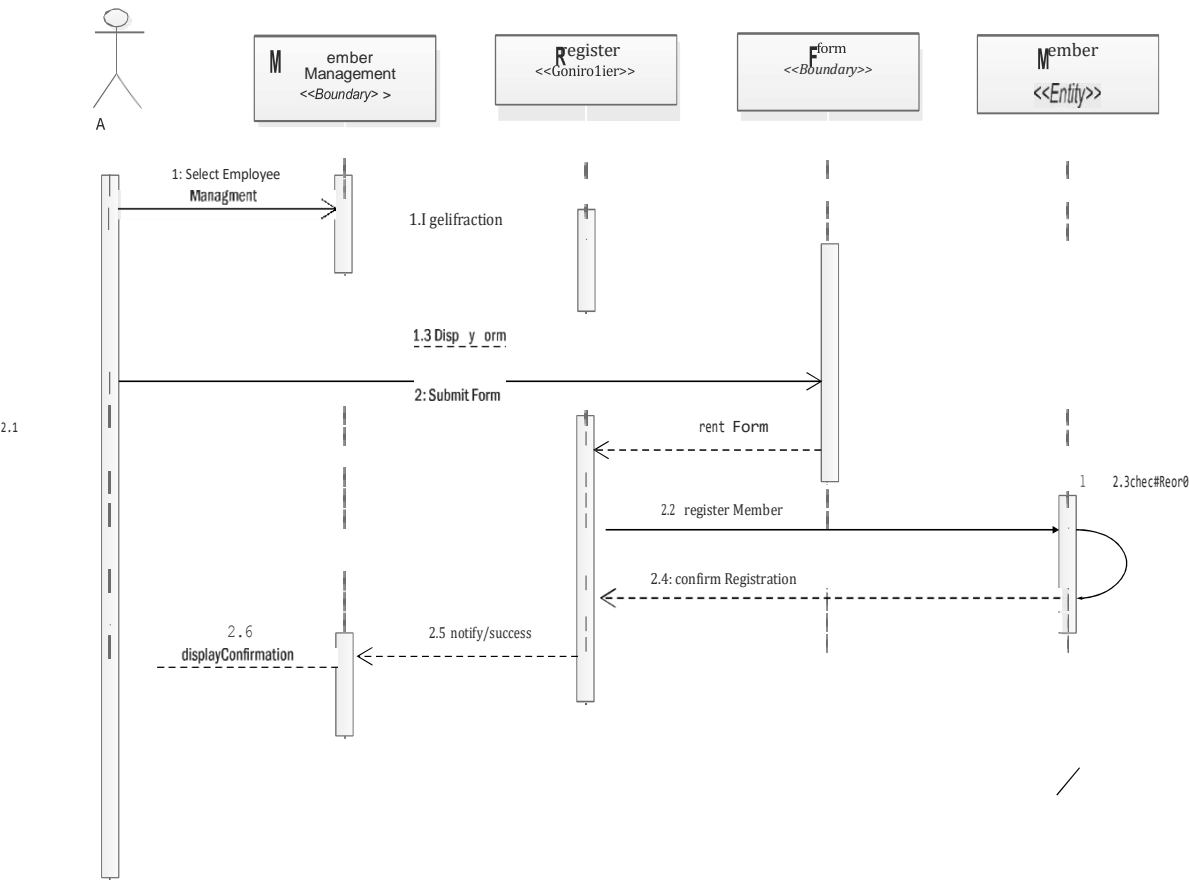 Member
Management
<<Boundary> >
Register
<<Goniro1ier>>
Form
<<Boundary>>
Member
<<Entity>>
A
1: Select Employee
Managment
1.I gelifraction
1.3 Disp y orm
2: Submit Form
2.1
rent Form
1 2.3chec#Reor0
2.2 register Member
2.4: confirm Registration
2.5 notify/success
2.6
displayConfirmation